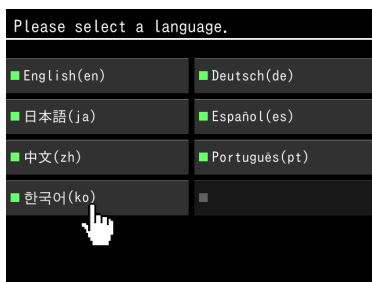 Please select a language.
English(en)
Deutsch(de)
日本語(ja)
Español(es)
中文(zh)
Português(pt)
한국어(ko)